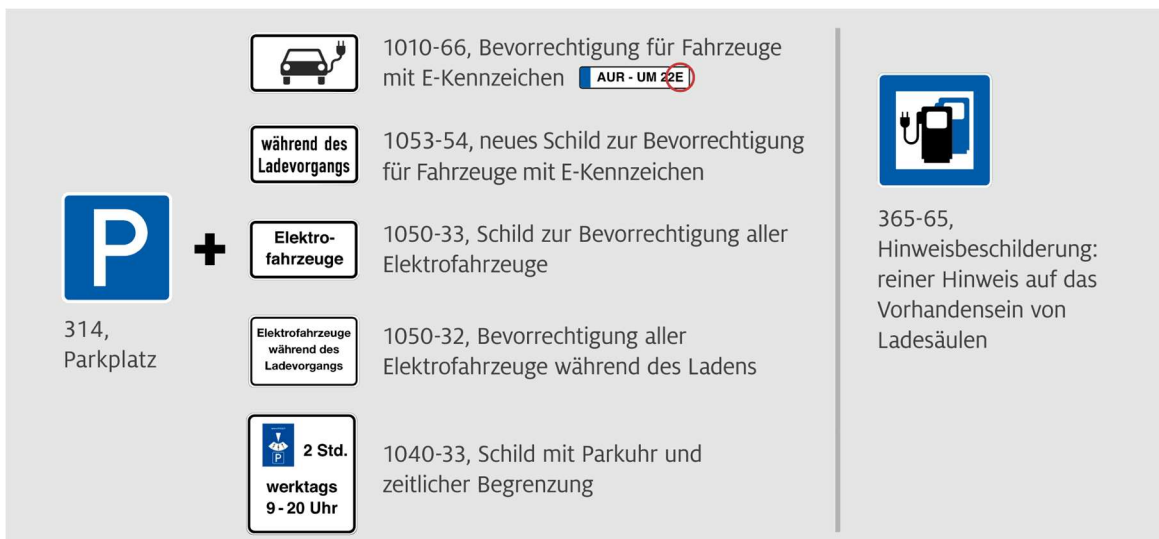 1010-66, Bevorrechtigung für Fahrzeuge
mit E-Kennzeichen AUR - UM 22E
während des
Ladevorgangs
1053-54, neues Schild zur Bevorrechtigung
für Fahrzeuge mit E-Kennzeichen
P
+
314,
Parkplatz
Elektro-
fahrzeuge
1050-33, Schild zur Bevorrechtigung aller
Elektrofahrzeuge
Elektrofahrzeuge
während des
Ladevorgangs
1050-32, Bevorrechtigung aller
Elektrofahrzeuge während des Ladens
P
2 Std.
werktags
9 - 20 Uhr
1040-33, Schild mit Parkuhr und
zeitlicher Begrenzung
365-65,
Hinweisbeschilderung:
reiner Hinweis auf das
Vorhandensein von
Ladesäulen